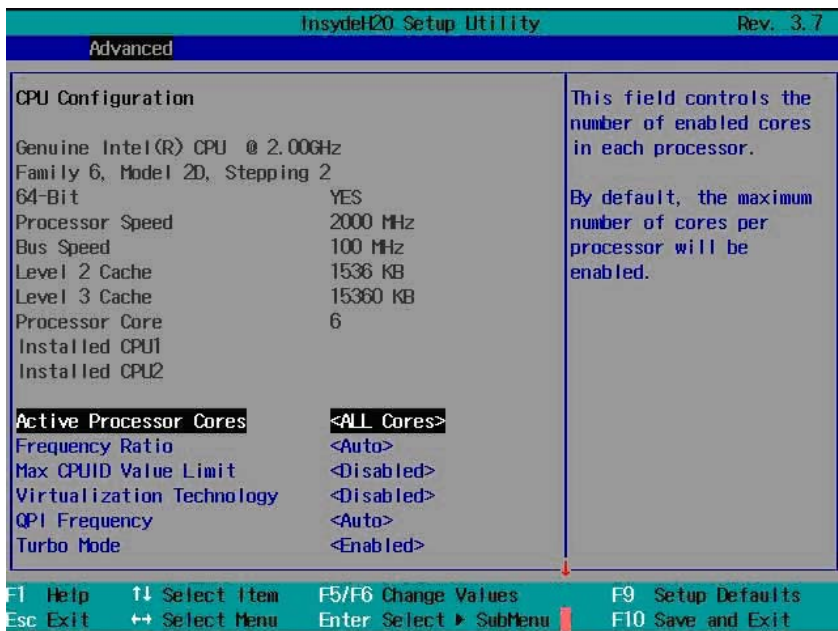 InsydeH20 Setup Utility Rev. 3.7
Advanced
CPU Configuration
Genuine Intel(R) CPU @ 2.00GHz
Family 6, Model 2D, Stepping 2
64-Bit YES
Processor Speed 2000 MHz
Bus Speed 100 MHz
Level 2 Cache 1536 KB
Level 3 Cache 15360 KB
Processor Core 6
Installed CPU1
Installed CPU2
Active Processor Cores <ALL Cores>
Frequency Ratio <Auto>
Max CPUID Value Limit <Disabled>
Virtualization Technology <Disabled>
QPI Frequency <Auto>
Turbo Mode <Enabled>
This field controls the
number of enabled cores
in each processor.
By default, the maximum
number of cores per
processor will be
enabled.
F1 Help ↑↓ Select Item F5/F6 Change Values F9 Setup Defaults
Esc Exit ↔ Select Menu Enter Select ▶ SubMenu F10 Save and Exit